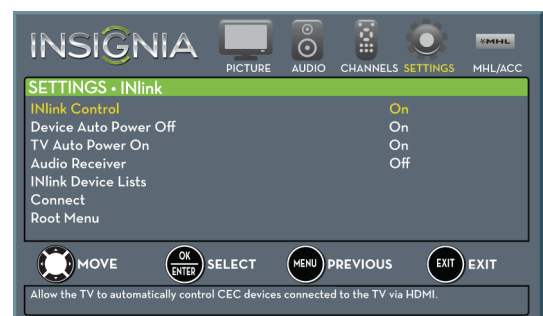 INSIGNIA
PICTURE AUDIO CHANNELS SETTINGS MHL/ACC
MHL
SETTINGS • INlink
INlink Control On
Device Auto Power Off On
TV Auto Power On On
Audio Receiver Off
INlink Device Lists
Connect
Root Menu
MOVE OK ENTER SELECT MENU PREVIOUS EXIT EXIT
Allow the TV to automatically control CEC devices connected to the TV via HDMI.